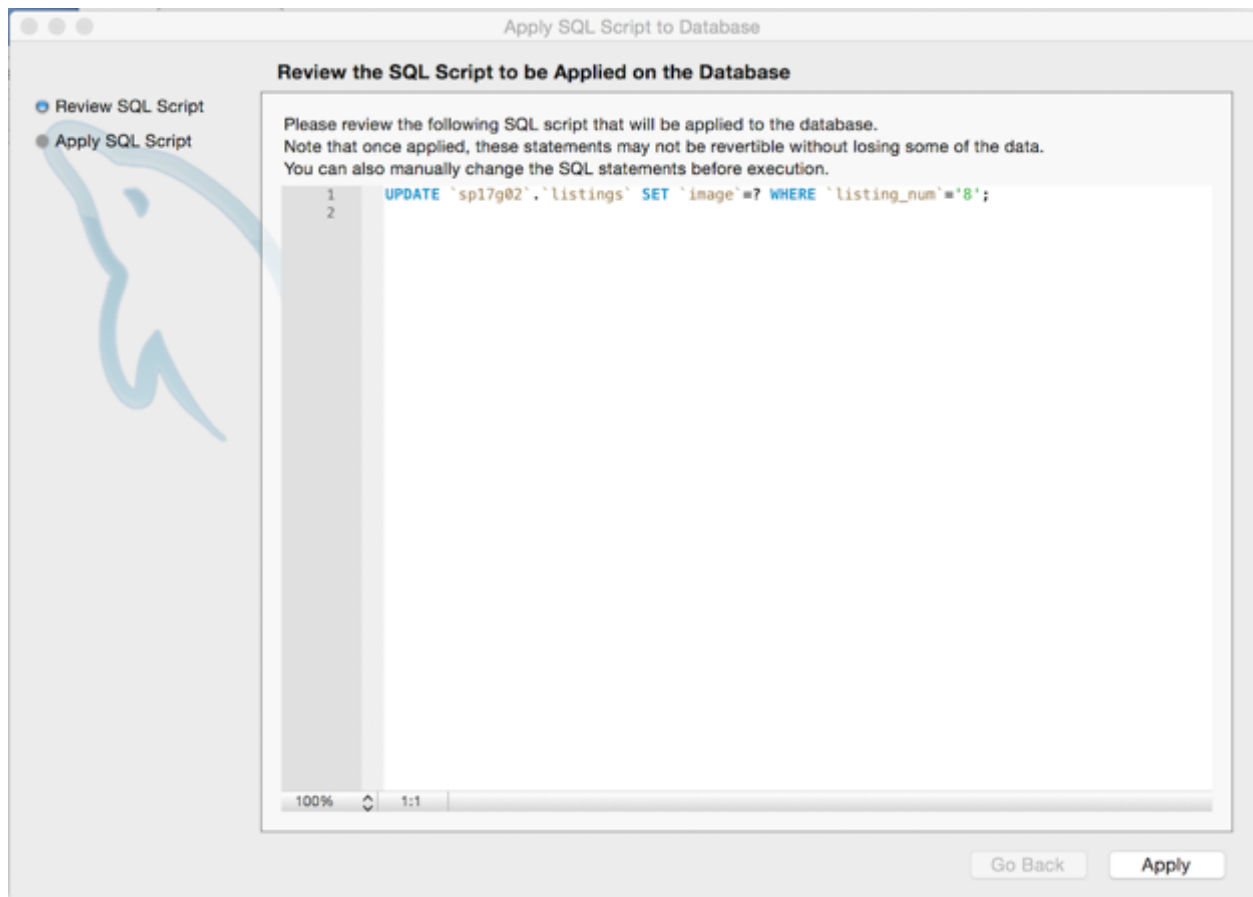 Apply SQL Script to Database
Review the SQL Script to be Applied on the Database
Review SQL Script
Apply SQL Script
Please review the following SQL script that will be applied to the database.
Note that once applied, these statements may not be revertible without losing some of the data.
You can also manually change the SQL statements before execution.
1 UPDATE `sp17g02`.`listings` SET `image`=? WHERE `listing_num`='8';
2
100% 1:1
Go Back Apply